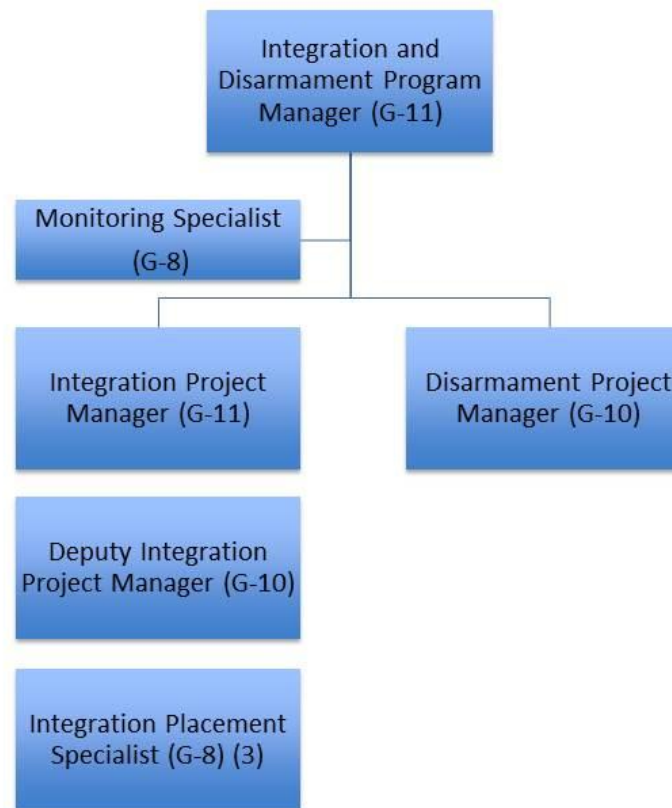 Integration and
Disarmament Program
Manager (G-11)
Monitoring Specialist
(G-8)
Integration Project
Manager (G-11)
Disarmament Project
Manager (G-10)
Deputy Integration
Project Manager (G-10)
Integration Placement
Specialist (G-8) (3)